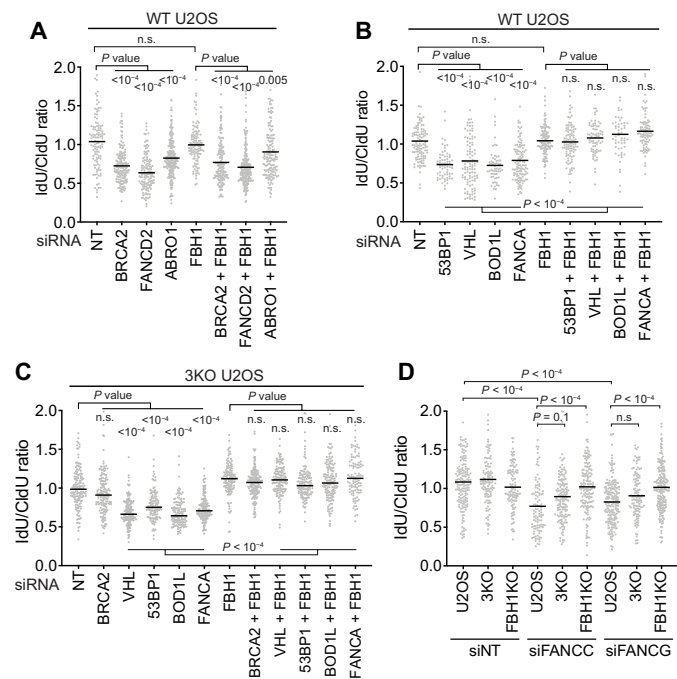 A
WT U2OS
n.s.
P value
P value
<10⁻⁴ <10⁻⁴ <10⁻⁴ <10⁻⁴ <10⁻⁴ 0.005
IdU/CldU ratio
2.0
1.5
1.0
0.5
0.0
siRNA
NT
BRCA2
FANCD2
ABRO1
FBH1
BRCA2 + FBH1
FANCD2 + FBH1
ABRO1 + FBH1
B
WT U2OS
n.s.
P value
P value
<10⁻⁴ <10⁻⁴ <10⁻⁴ <10⁻⁴ n.s. n.s. n.s. n.s.
IdU/CldU ratio
2.0
1.5
1.0
0.5
0.0
P < 10⁻⁴
siRNA
NT
53BP1
VHL
BOD1L
FANCA
FBH1
53BP1 + FBH1
VHL + FBH1
BOD1L + FBH1
FANCA + FBH1
C
3KO U2OS
P value
P value
n.s. <10⁻⁴ <10⁻⁴ <10⁻⁴ <10⁻⁴ n.s. n.s. n.s. n.s. n.s.
IdU/CldU ratio
2.0
1.5
1.0
0.5
0.0
P < 10⁻⁴
siRNA
NT
BRCA2
VHL
53BP1
BOD1L
FANCA
FBH1
BRCA2 + FBH1
VHL + FBH1
53BP1 + FBH1
BOD1L + FBH1
FANCA + FBH1
D
P < 10⁻⁴
P < 10⁻⁴
P < 10⁻⁴ P < 10⁻⁴
P = 0.1 n.s
IdU/CldU ratio
2.0
1.5
1.0
0.5
0.0
U2OS
3KO
FBH1KO
U2OS
3KO
FBH1KO
U2OS
3KO
FBH1KO
siNT siFANCC siFANCG